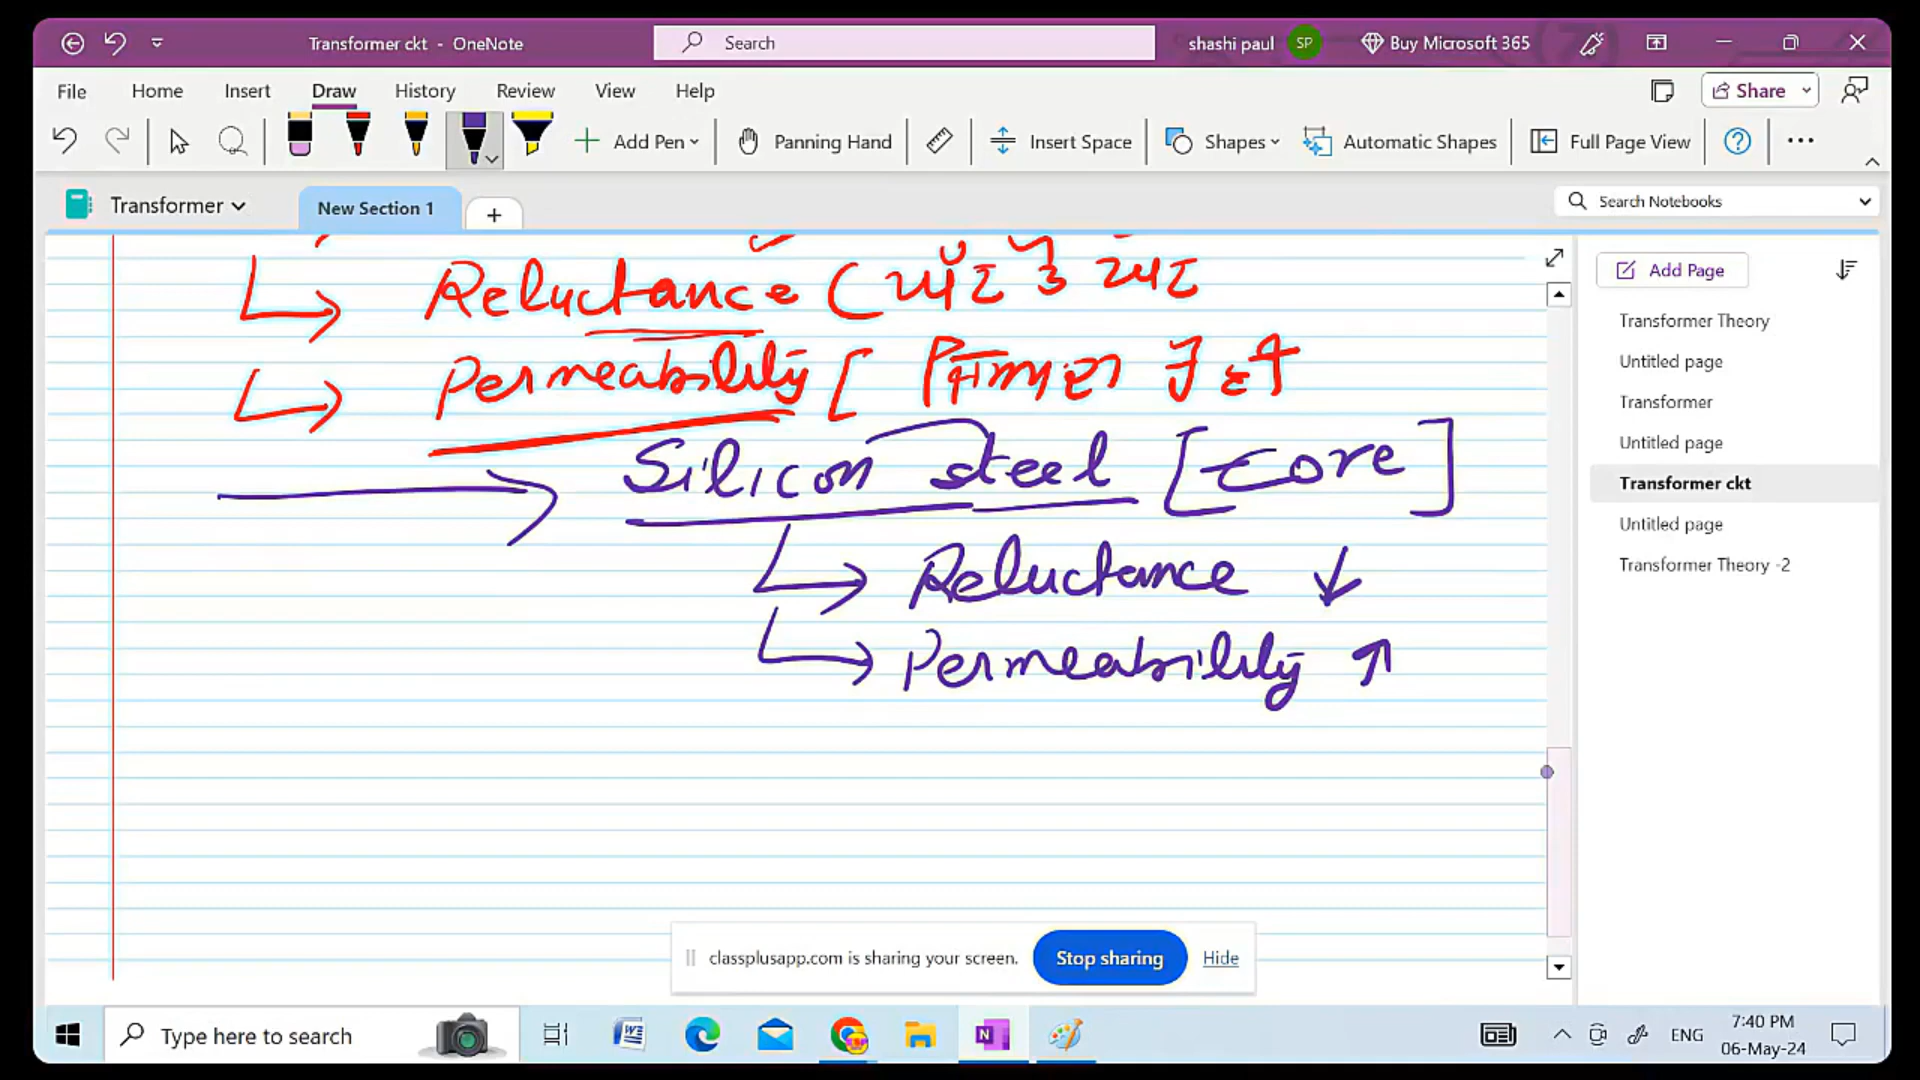 Transformer ckt - OneNote
Search
shashi paul
SP
Buy Microsoft 365
File Home Insert Draw History Review View Help
Share
Add Pen
Panning Hand
Insert Space
Shapes
Automatic Shapes
Full Page View
Transformer
New Section 1
Search Notebooks
Reluctance (
Permeability [
Silicon steel [core]
Reluctance ↓
Permeability ↑
Add Page
Transformer Theory
Untitled page
Transformer
Untitled page
Transformer ckt
Untitled page
Transformer Theory -2
classplusapp.com is sharing your screen.
Stop sharing
Hide
Type here to search
ENG
7:40 PM
06-May-24